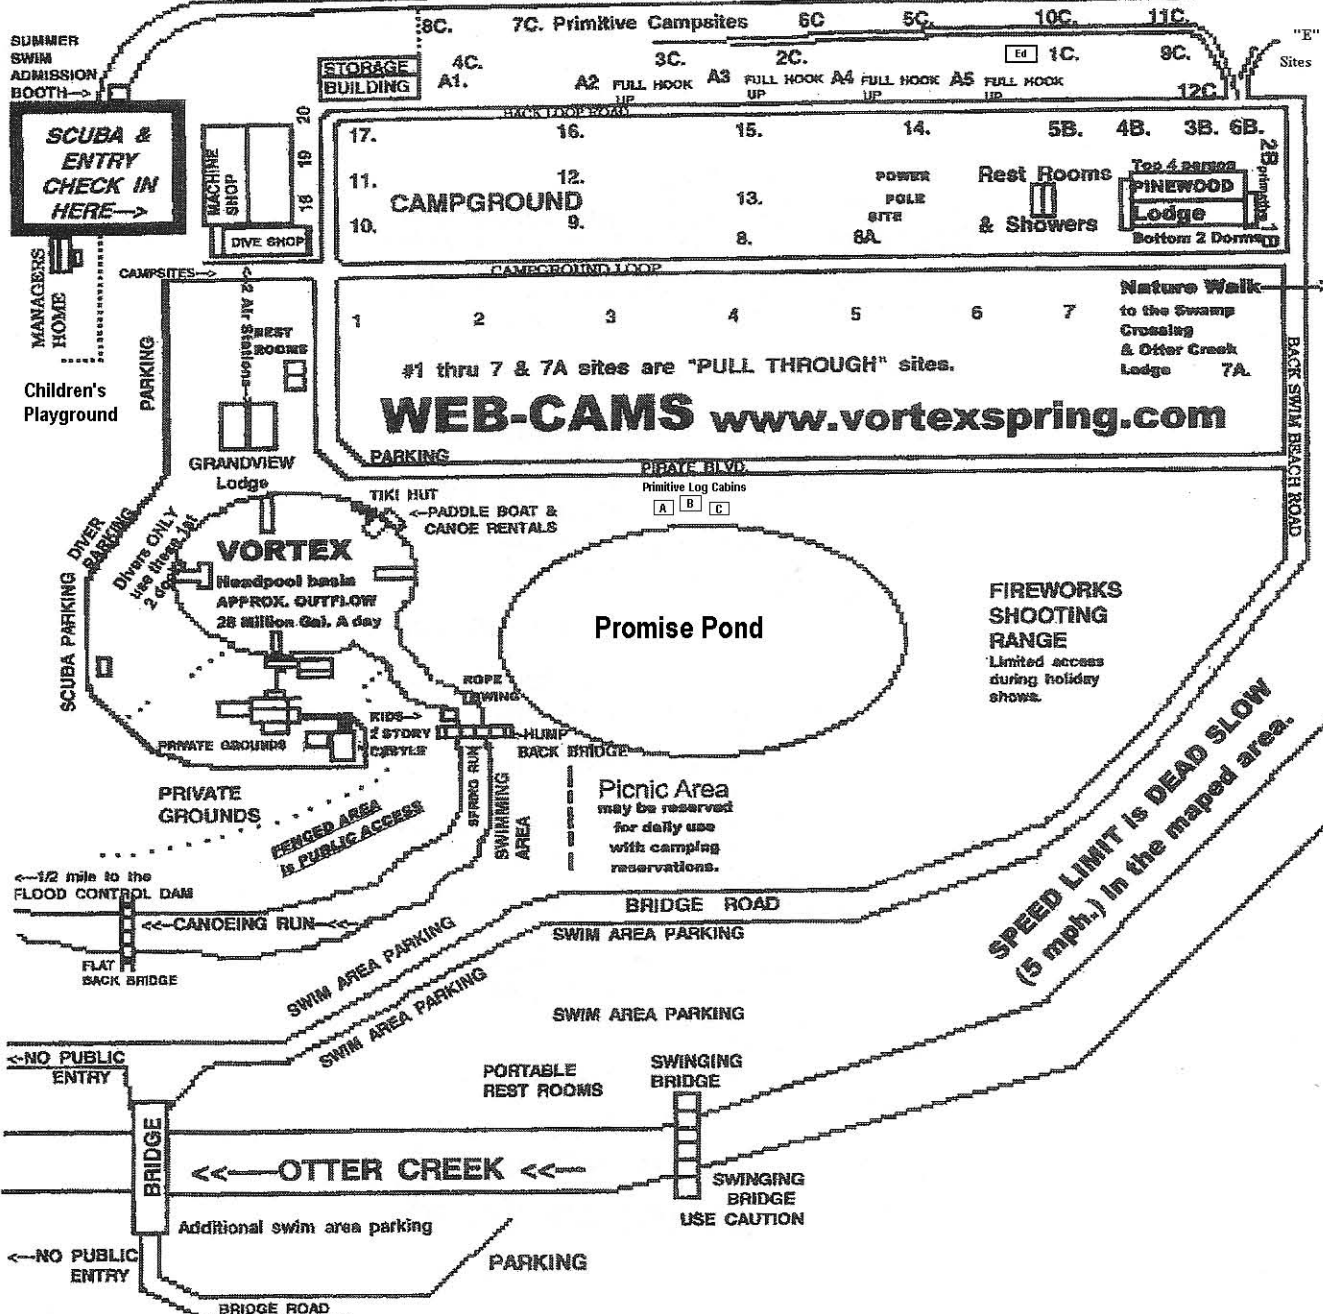 8C.
7C. Primitive Campsites
6C
5C.
10C.
11C.
SUMMER
SWIM
ADMISSION
BOOTH-->
STORAGE
BUILDING
4C.
A1.
3C.
A2
FULL HOOK
UP
2C.
A3
FULL HOOK
UP
A4
FULL HOOK
UP
A5
FULL HOOK
UP
Ed
1C.
9C.
12C.
"E"
Sites
SCUBA &
ENTRY
CHECK IN
HERE-->
MACHINE
SHOP
DIVE SHOP
20
19
18
BACK LOOP ROAD
17.
16.
15.
14.
5B.
4B.
3B.
6B.
2B
primitive
1B
11.
12.
CAMPGROUND
13.
POWER
POLE
SITE
10.
9.
8.
8A.
Rest Rooms
& Showers
Top 4 person
PINEWOOD
Lodge
Bottom 2 Dorms
MANAGERS
HOME
CAMPSITES-->
CAMPGROUND LOOP
Nature Walk
to the Swamp
Crossing
& Otter Creek
Lodge
7A.
<-2 Air Stations->
REST
ROOMS
1
2
3
4
5
6
7
#1 thru 7 & 7A sites are "PULL THROUGH" sites.
WEB-CAMS www.vortexspring.com
Children's
Playground
PARKING
BACK SWIM BEACH ROAD
GRANDVIEW
Lodge
PARKING
PIRATE BLVD.
Primitive Log Cabins
A
B
C
TIKI HUT
<-PADDLE BOAT &
CANOE RENTALS
DIVER
PARKING
Divers ONLY
use these 1st
2 docks
VORTEX
Headpool basin
APPROX. OUTFLOW
28 Million Gal. A day
Promise Pond
FIREWORKS
SHOOTING
RANGE
Limited access
during holiday
shows.
SCUBA PARKING
ROPE
SWING
KIDS-->
2 STORY
CASTLE
<-HUMP
BACK BRIDGE
PRIVATE GROUNDS
PRIVATE
GROUNDS
FENCED AREA
is PUBLIC ACCESS
SPRING RUN
SWIMMING
AREA
Picnic Area
may be reserved
for daily use
with camping
reservations.
SPEED LIMIT is DEAD SLOW
(5 mph.) in the maped area.
<--1/2 mile to the
FLOOD CONTROL DAM
<<--CANOEING RUN--<<--
FLAT
BACK BRIDGE
BRIDGE ROAD
SWIM AREA PARKING
SWIM AREA PARKING
SWIM AREA PARKING
SWIM AREA PARKING
<--NO PUBLIC
ENTRY
PORTABLE
REST ROOMS
SWINGING
BRIDGE
BRIDGE
<<---OTTER CREEK <<--
SWINGING
BRIDGE
USE CAUTION
Additional swim area parking
<--NO PUBLIC
ENTRY
PARKING
BRIDGE ROAD